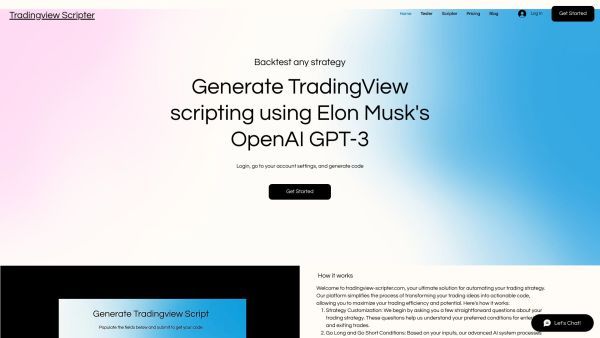 Tradingview Scripter
Home Tester Scripter Pricing Blog Log In Get Started
Backtest any strategy
Generate TradingView
scripting using Elon Musk's
OpenAI GPT-3
Login, go to your account settings, and generate code
Get Started
Generate Tradingview Script
Populate the fields below and submit to get your code.
How it works
Welcome to tradingview-scripter.com, your ultimate solution for automating your trading strategy.
Our platform simplifies the process of transforming your trading ideas into actionable code,
allowing you to maximize your trading efficiency and potential. Here's how it works:
1. Strategy Customization: We begin by asking you a few straightforward questions about your
trading strategy. These questions help us understand your preferred conditions for
and exiting trades.
2. Go Long and Go Short Conditions: Based on your inputs, our advanced AI system processes
Let's Chat!